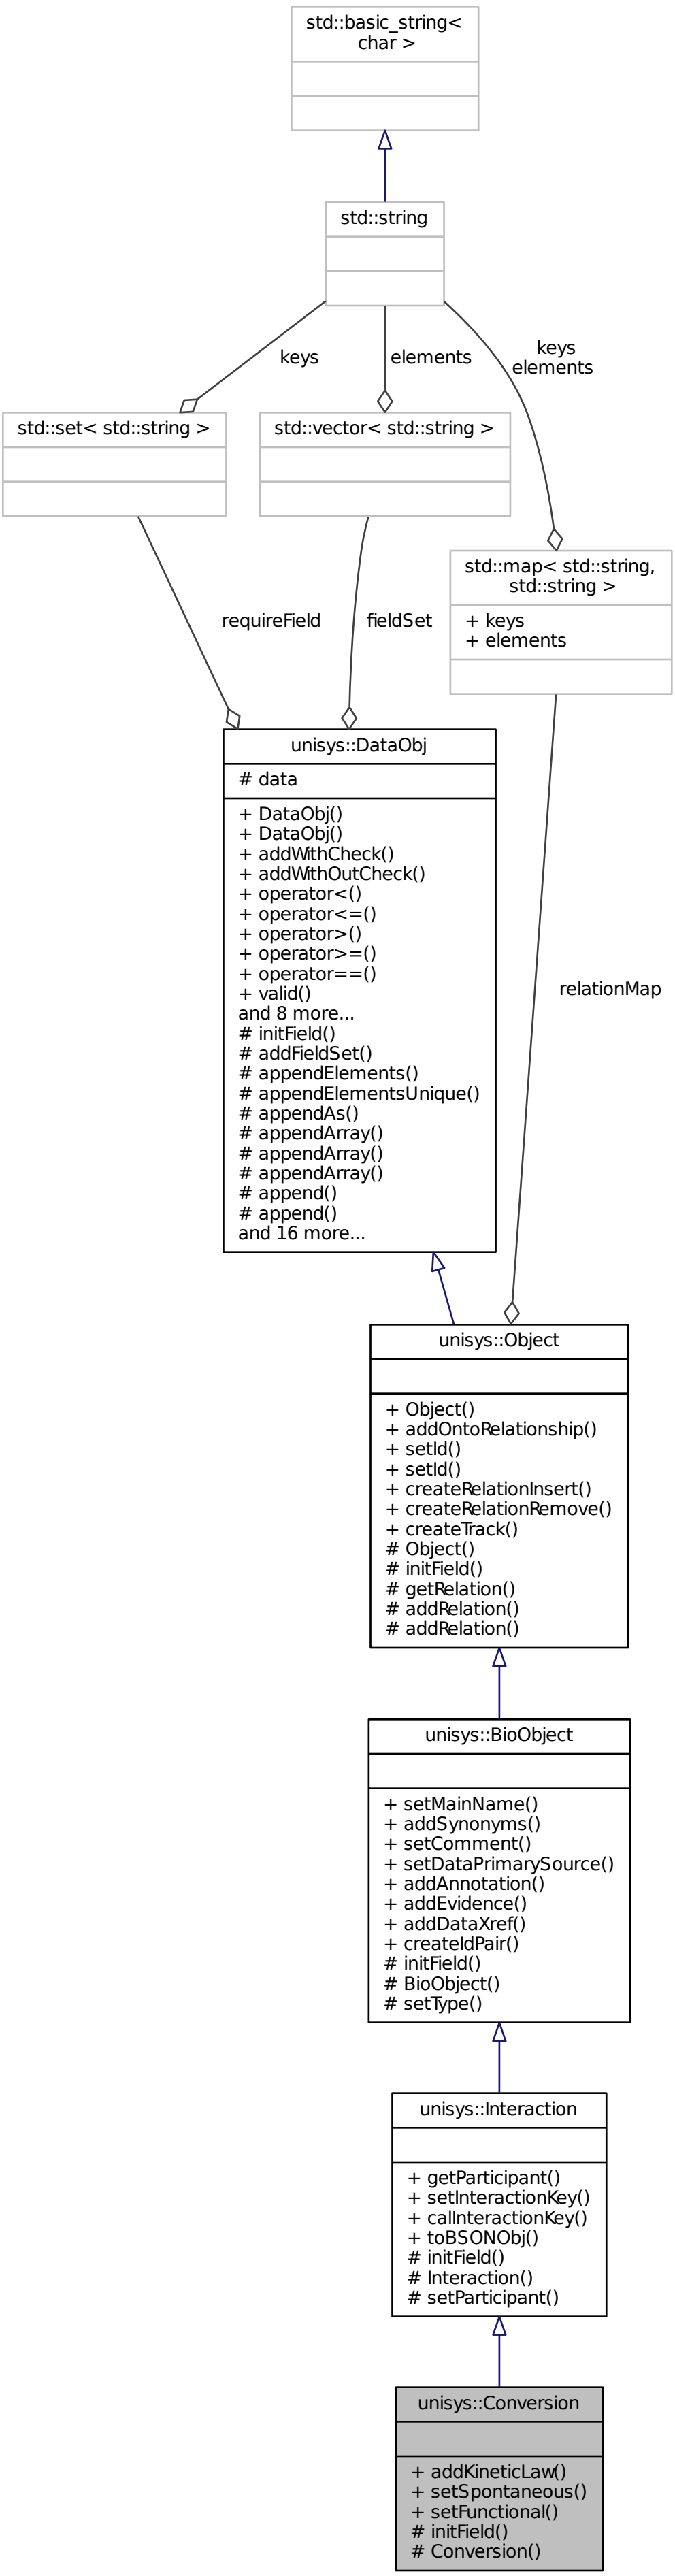 std::basic_string<
char >
std::string
keys
elements
keys
elements
std::set< std::string >
std::vector< std::string >
std::map< std::string,
std::string >
+ keys
+ elements
requireField
fieldSet
unisys::DataObj
# data
+ DataObj()
+ DataObj()
+ addWithCheck()
+ addWithOutCheck()
+ operator<()
+ operator<=()
+ operator>()
+ operator>=()
+ operator==()
+ valid()
and 8 more...
# initField()
# addFieldSet()
# appendElements()
# appendElementsUnique()
# appendAs()
# appendArray()
# appendArray()
# appendArray()
# append()
# append()
and 16 more...
relationMap
unisys::Object
+ Object()
+ addOntoRelationship()
+ setId()
+ setId()
+ createRelationInsert()
+ createRelationRemove()
+ createTrack()
# Object()
# initField()
# getRelation()
# addRelation()
# addRelation()
unisys::BioObject
+ setMainName()
+ addSynonyms()
+ setComment()
+ setDataPrimarySource()
+ addAnnotation()
+ addEvidence()
+ addDataXref()
+ createIdPair()
# initField()
# BioObject()
# setType()
unisys::Interaction
+ getParticipant()
+ setInteractionKey()
+ calInteractionKey()
+ toBSONObj()
# initField()
# Interaction()
# setParticipant()
unisys::Conversion
+ addKineticLaw()
+ setSpontaneous()
+ setFunctional()
# initField()
# Conversion()